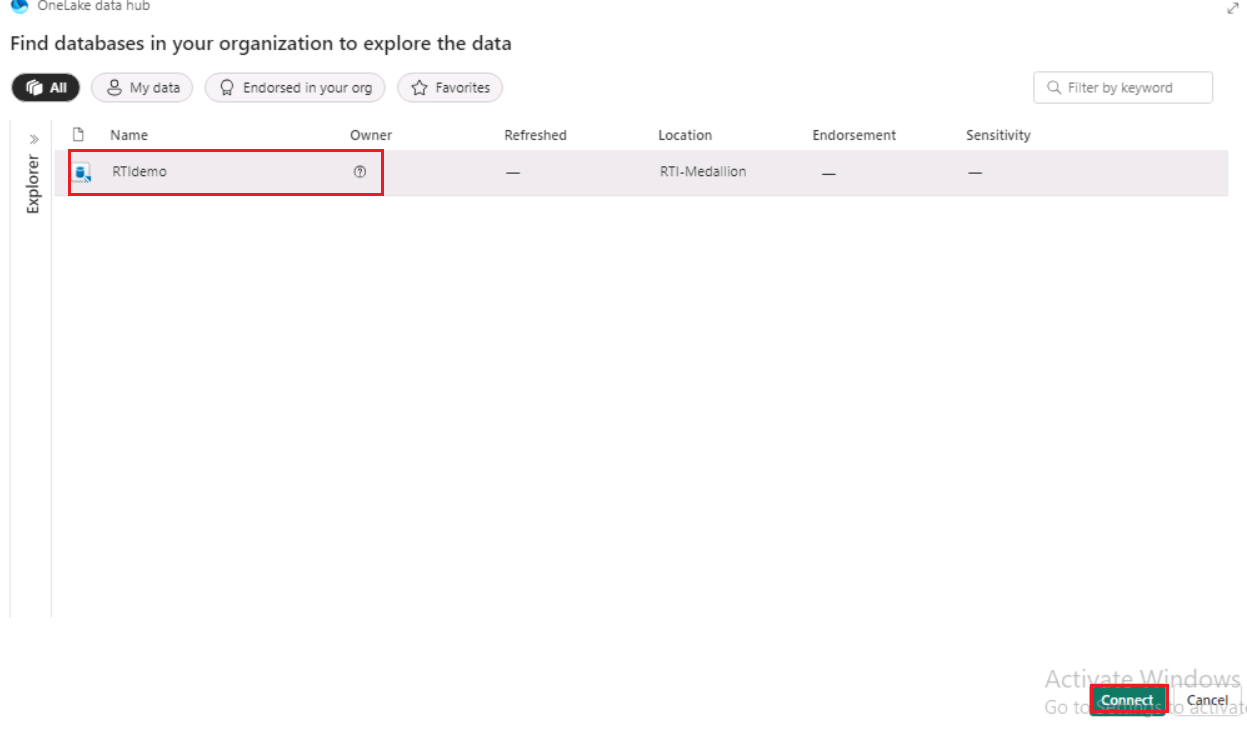 OneLake data hub
Find databases in your organization to explore the data
All My data Endorsed in your org Favorites Filter by keyword
Explorer
Name Owner Refreshed Location Endorsement Sensitivity
RTIdemo — RTI-Medallion — —
Activate Windows
Go to Settings to activat
Connect Cancel